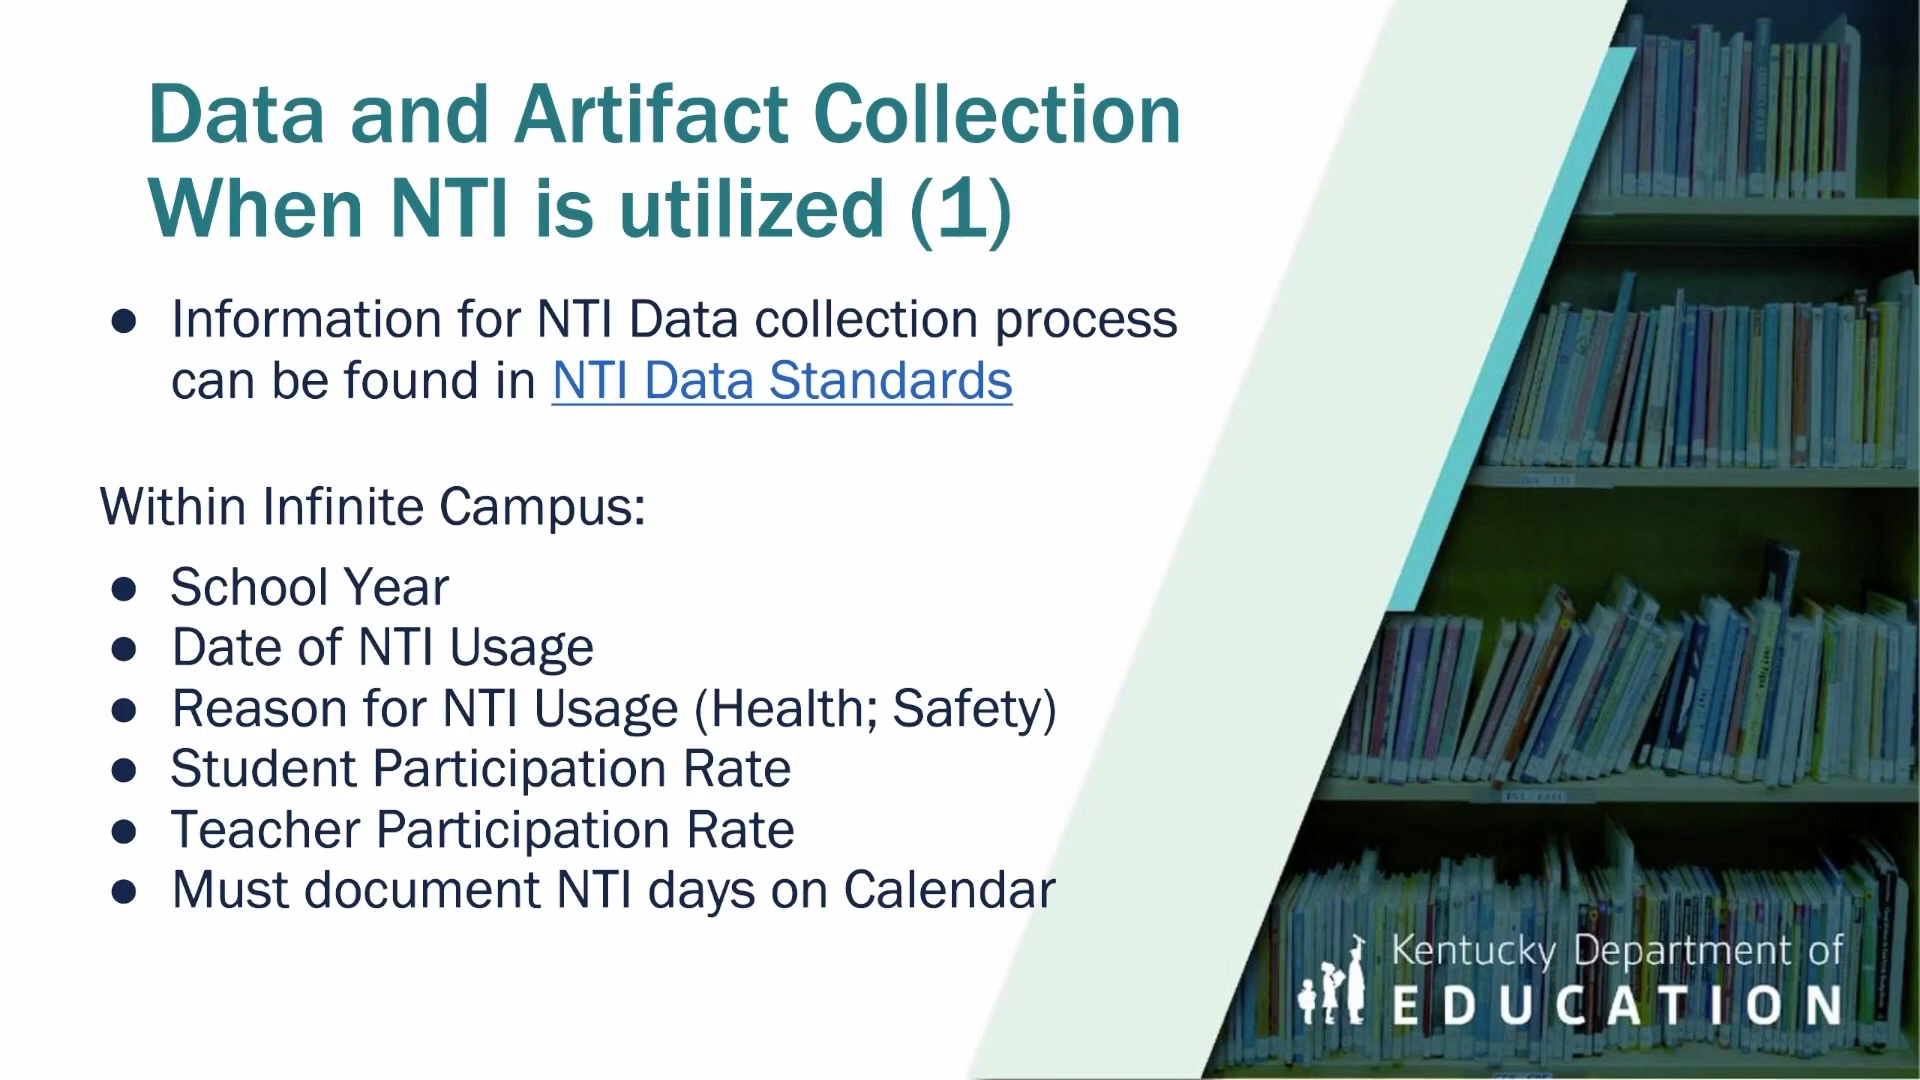 Data and Artifact Collection
When NTI is utilized (1)
● Information for NTI Data collection process
can be found in NTI Data Standards
Within Infinite Campus:
● School Year
● Date of NTI Usage
● Reason for NTI Usage (Health; Safety)
● Student Participation Rate
● Teacher Participation Rate
● Must document NTI days on Calendar
Kentucky Department of
EDUCATION